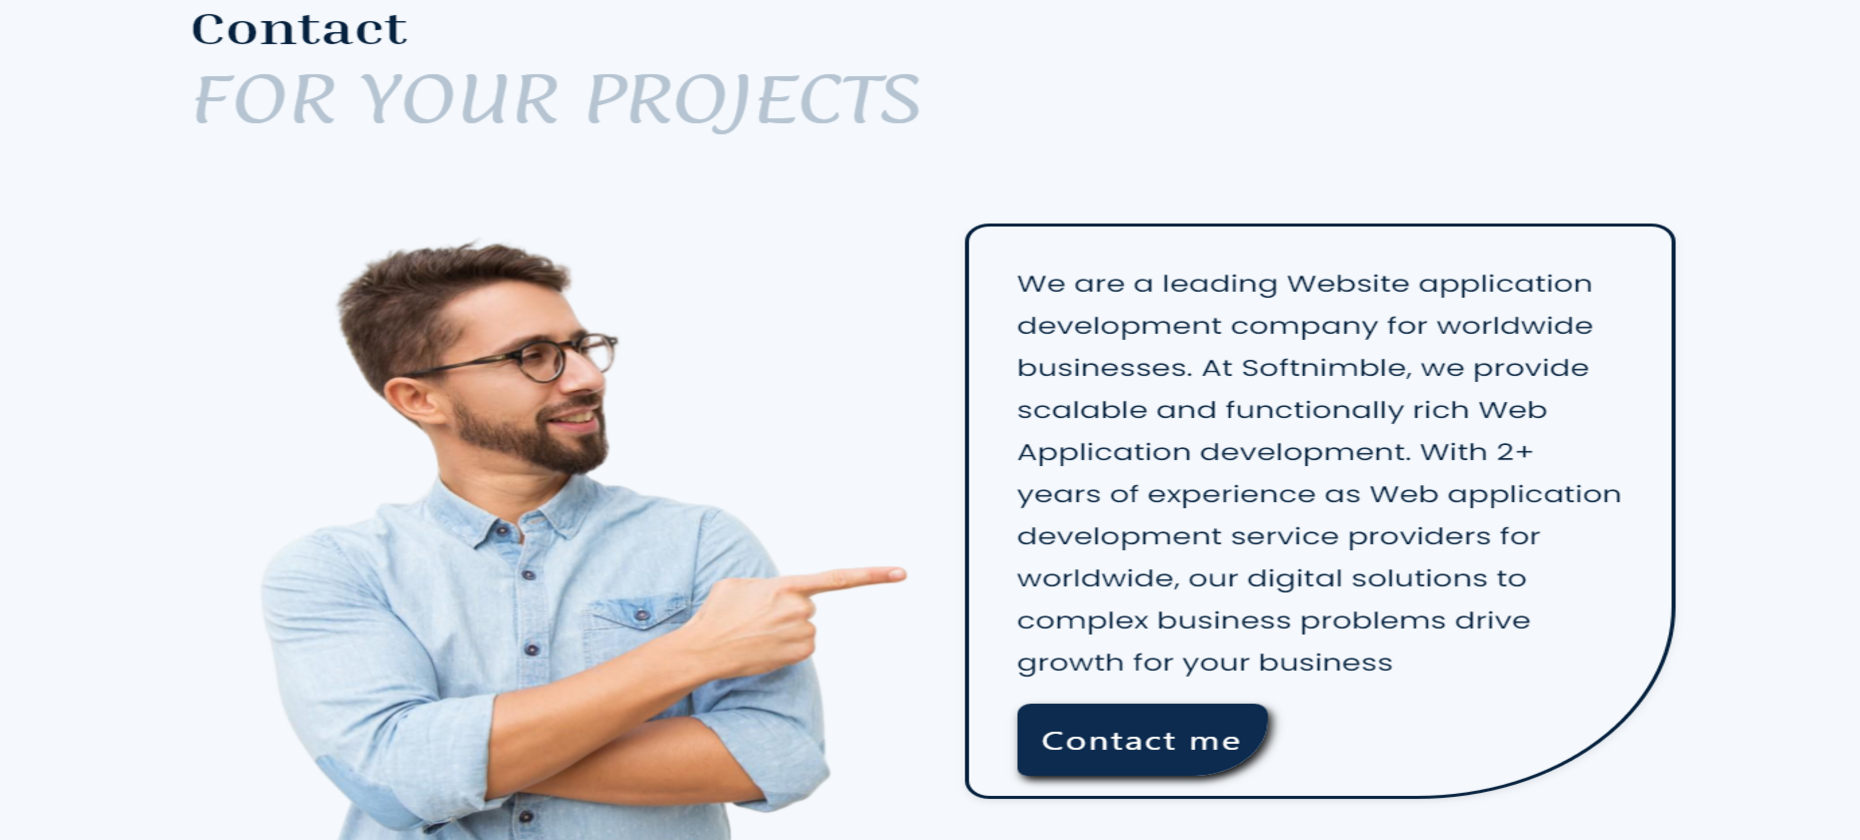 Contact
FOR YOUR PROJECTS
We are a leading Website application
development company for worldwide
businesses. At Softnimble, we provide
scalable and functionally rich Web
Application development. With 2+
years of experience as Web application
development service providers for
worldwide, our digital solutions to
complex business problems drive
growth for your business
Contact me